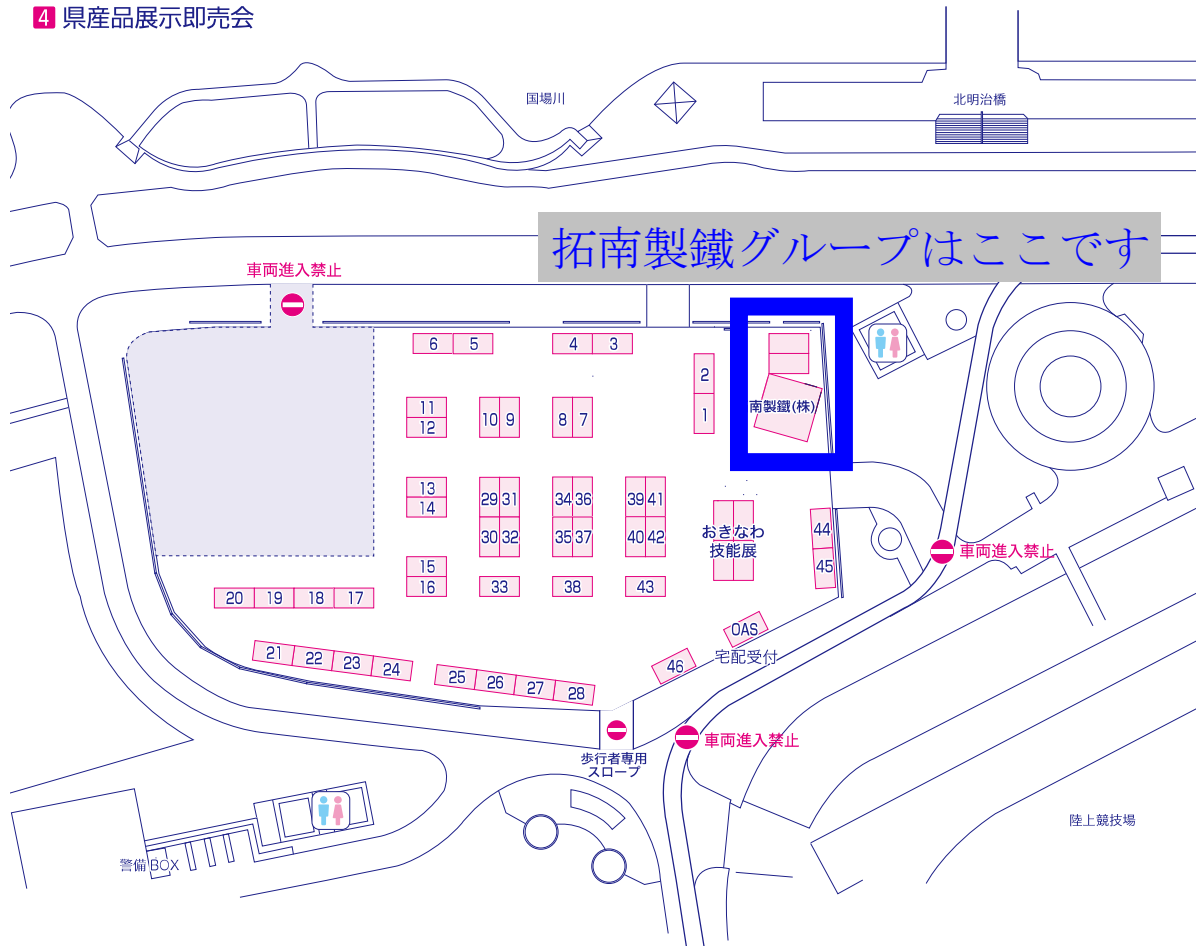 4 県産品展示即売会
国場川
北明治橋
拓南製鐵グループはここです
車両進入禁止
6 5 4 3
2
1
南製鐵(株)
11
12
10 9
8 7
13
14
29 31
30 32
34 36
35 37
39 41
40 42
おきなわ
技能展
44
45
車両進入禁止
15
16
33
38
43
20 19 18 17
OAS
宅配受付
21 22 23 24
25 26 27 28
46
車両進入禁止
歩行者専用
スロープ
陸上競技場
警備BOX